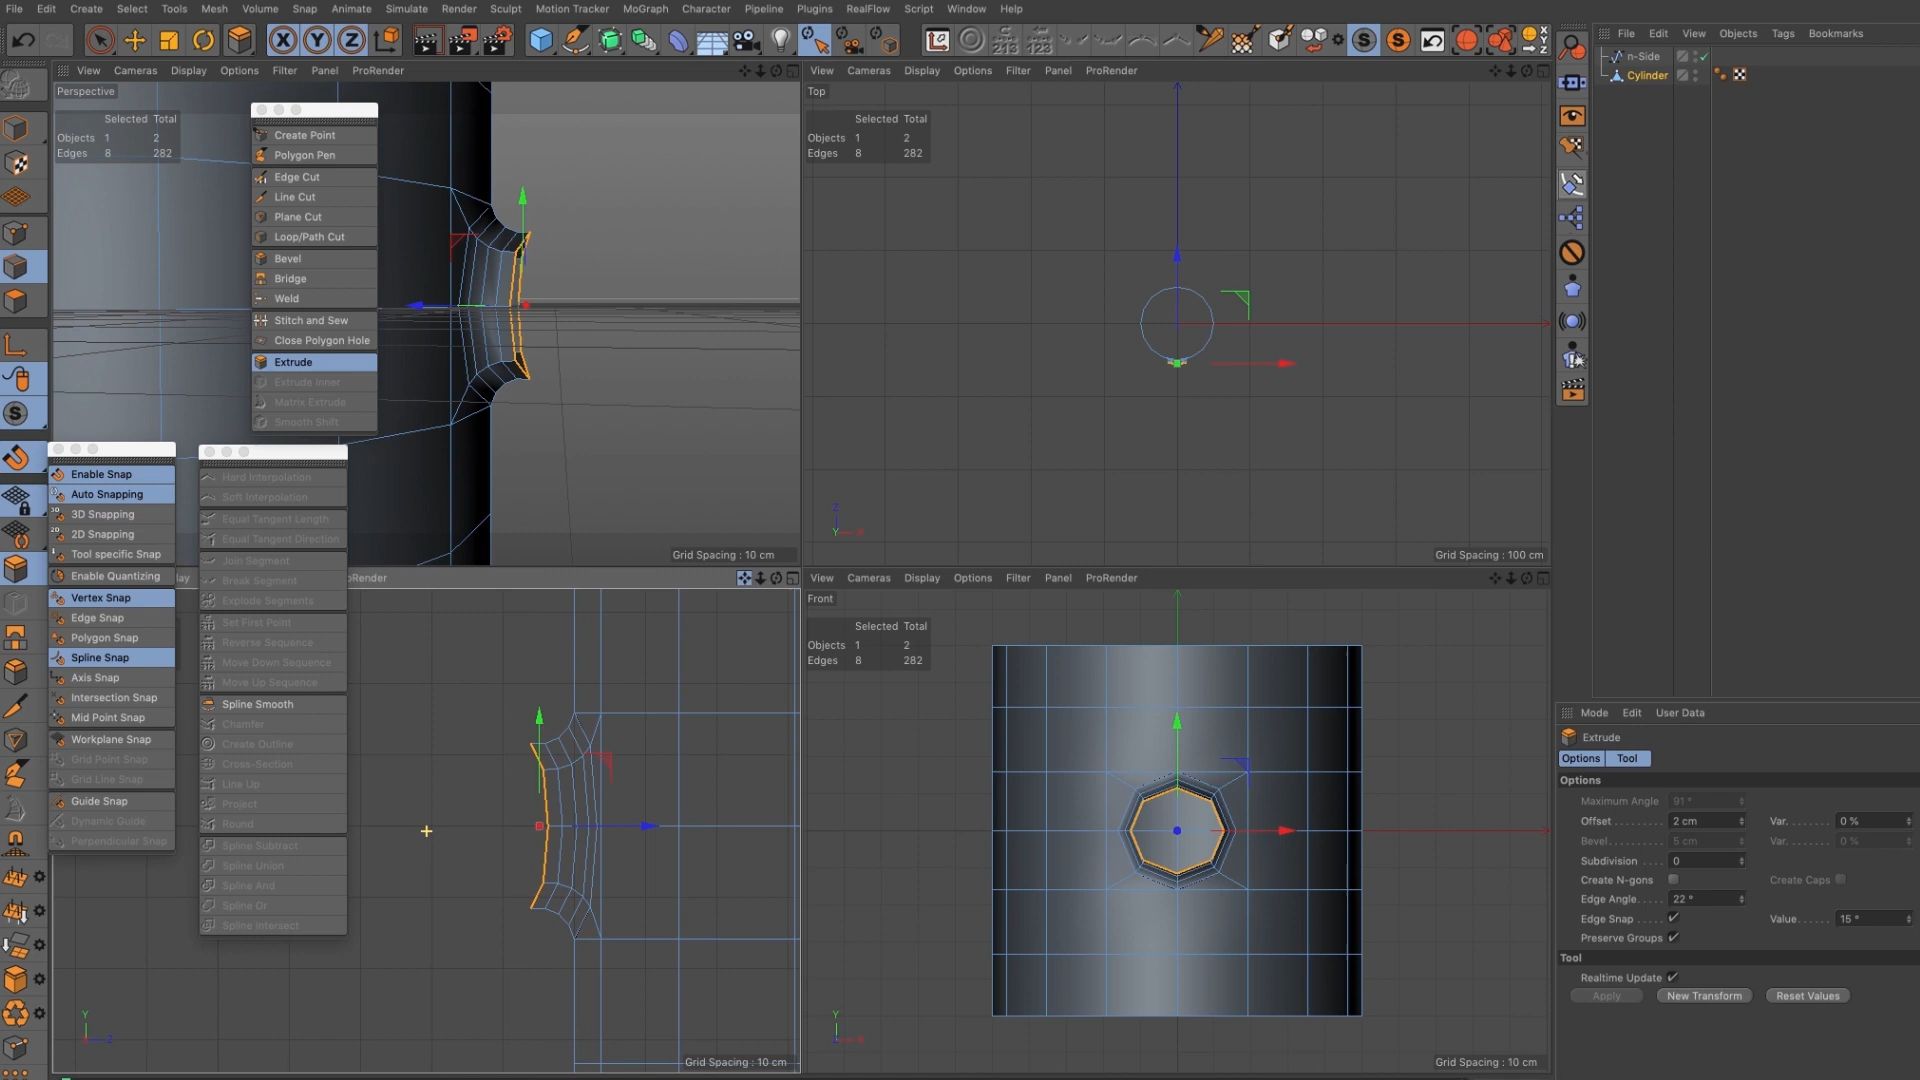 File Edit Create Select Tools Mesh Volume Snap Animate Simulate Render Sculpt Motion Tracker MoGraph Character Pipeline Plugins RealFlow Script Window Help
X Y Z
213 123
S S
X Y Z
File Edit View Objects Tags Bookmarks
n-Side
Cylinder
View Cameras Display Options Filter Panel ProRender
Perspective
Selected Total
Objects 1 2
Edges 8 282
Create Point
Polygon Pen
Edge Cut
Line Cut
Plane Cut
Loop/Path Cut
Bevel
Bridge
Weld
Stitch and Sew
Close Polygon Hole
Extrude
Extrude Inner
Matrix Extrude
Smooth Shift
Grid Spacing : 10 cm
View Cameras Display Options Filter Panel ProRender
Top
Selected Total
Objects 1 2
Edges 8 282
Z
Y X
Grid Spacing : 100 cm
S
Enable Snap
Auto Snapping
3D Snapping
2D Snapping
Tool specific Snap
Enable Quantizing
Vertex Snap
Edge Snap
Polygon Snap
Spline Snap
Axis Snap
Intersection Snap
Mid Point Snap
Workplane Snap
Grid Point Snap
Grid Line Snap
Guide Snap
Dynamic Guide
Perpendicular Snap
Hard Interpolation
Soft Interpolation
Equal Tangent Length
Equal Tangent Direction
Join Segment
Break Segment
Explode Segments
Set First Point
Reverse Sequence
Move Down Sequence
Move Up Sequence
Spline Smooth
Chamfer
Create Outline
Cross-Section
Line Up
Project
Round
Spline Subtract
Spline Union
Spline And
Spline Or
Spline Intersect
lay
oRender
Y
Z
Grid Spacing : 10 cm
View Cameras Display Options Filter Panel ProRender
Front
Selected Total
Objects 1 2
Edges 8 282
Y
X
Grid Spacing : 10 cm
Mode Edit User Data
Extrude
Options Tool
Options
Maximum Angle 91 °
Offset 2 cm Var. 0 %
Bevel 5 cm Var. 0 %
Subdivision 0
Create N-gons Create Caps
Edge Angle 22 °
Edge Snap Value 15 °
Preserve Groups
Tool
Realtime Update
Apply New Transform Reset Values